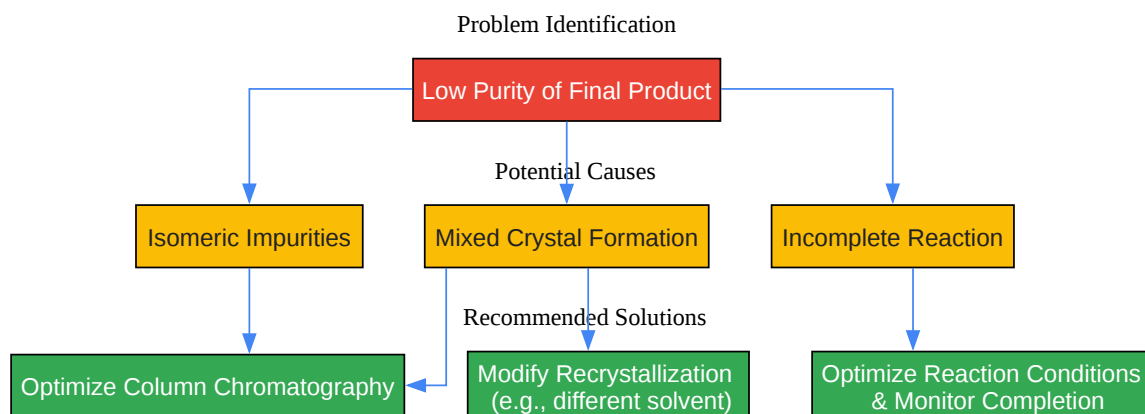 Problem Identification
Low Purity of Final Product
Potential Causes
Isomeric Impurities
Mixed Crystal Formation
Incomplete Reaction
Recommended Solutions
Optimize Column Chromatography
Modify Recrystallization
(e.g., different solvent)
Optimize Reaction Conditions
& Monitor Completion